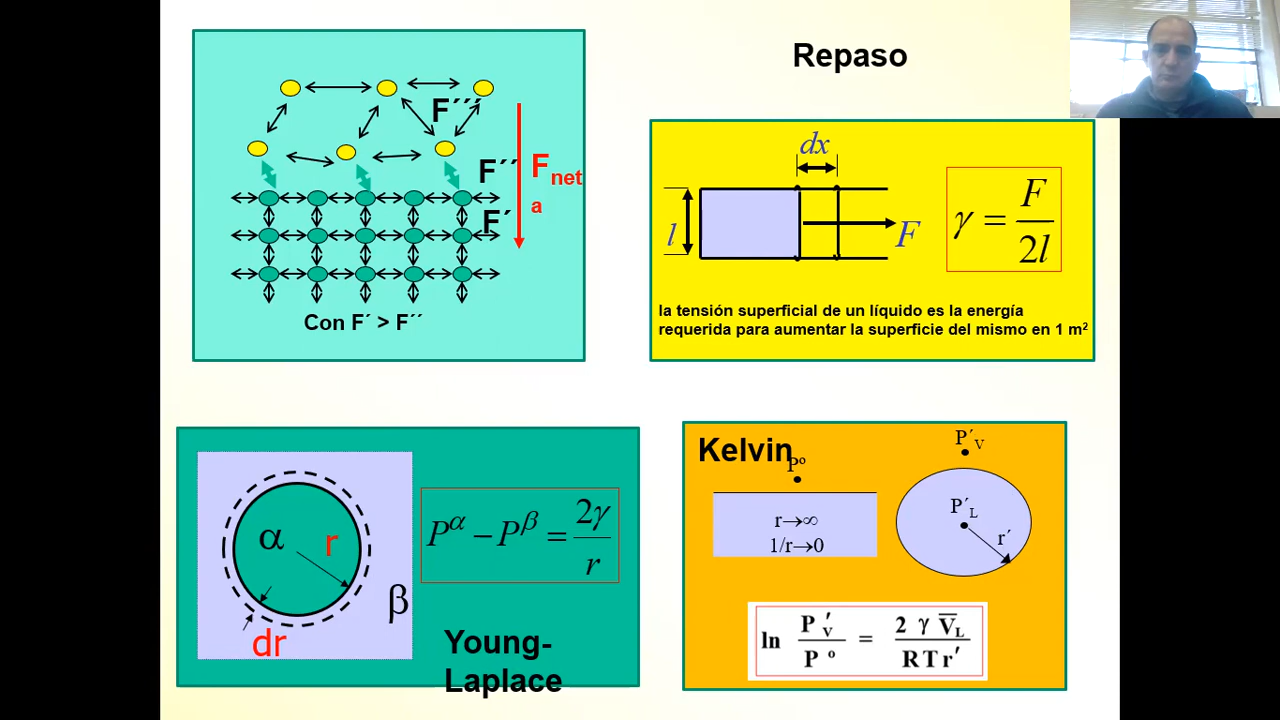 Repaso
F´´´
F´´
F´
F net
a
Con F´ > F´´
dx
l
F
γ = F / 2l
la tensión superficial de un líquido es la energía
requerida para aumentar la superficie del mismo en 1 m²
α
r
β
dr
P^α − P^β = 2γ / r
Young-
Laplace
Kelvin
Pº
r→∞
1/r→0
P´V
P´L
r´
ln P′V / P º = 2 γ V̅L / R T r′